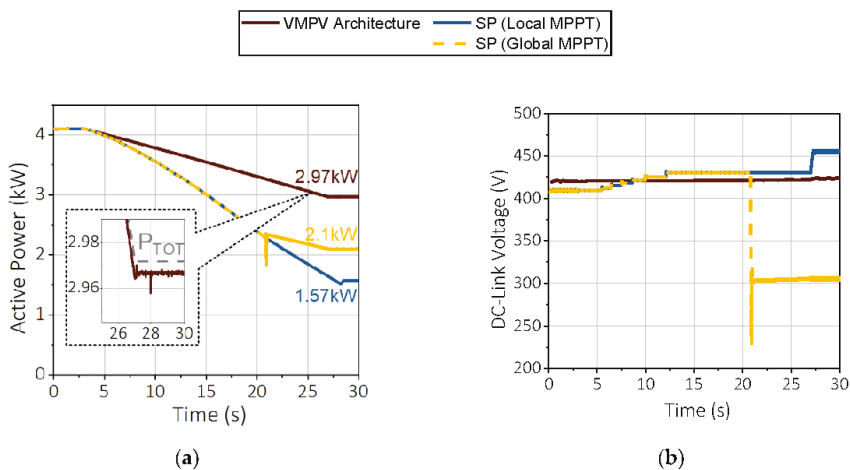 VMPV Architecture
SP (Local MPPT)
SP (Global MPPT)
Active Power (kW)
4
3
2
1
0
2.97kW
2.1kW
1.57kW
2.98
2.96
P_TOT
26 28 30
0 5 10 15 20 25 30
Time (s)
(a)
DC-Link Voltage (V)
500
450
400
350
300
250
200
0 5 10 15 20 25 30
Time (s)
(b)